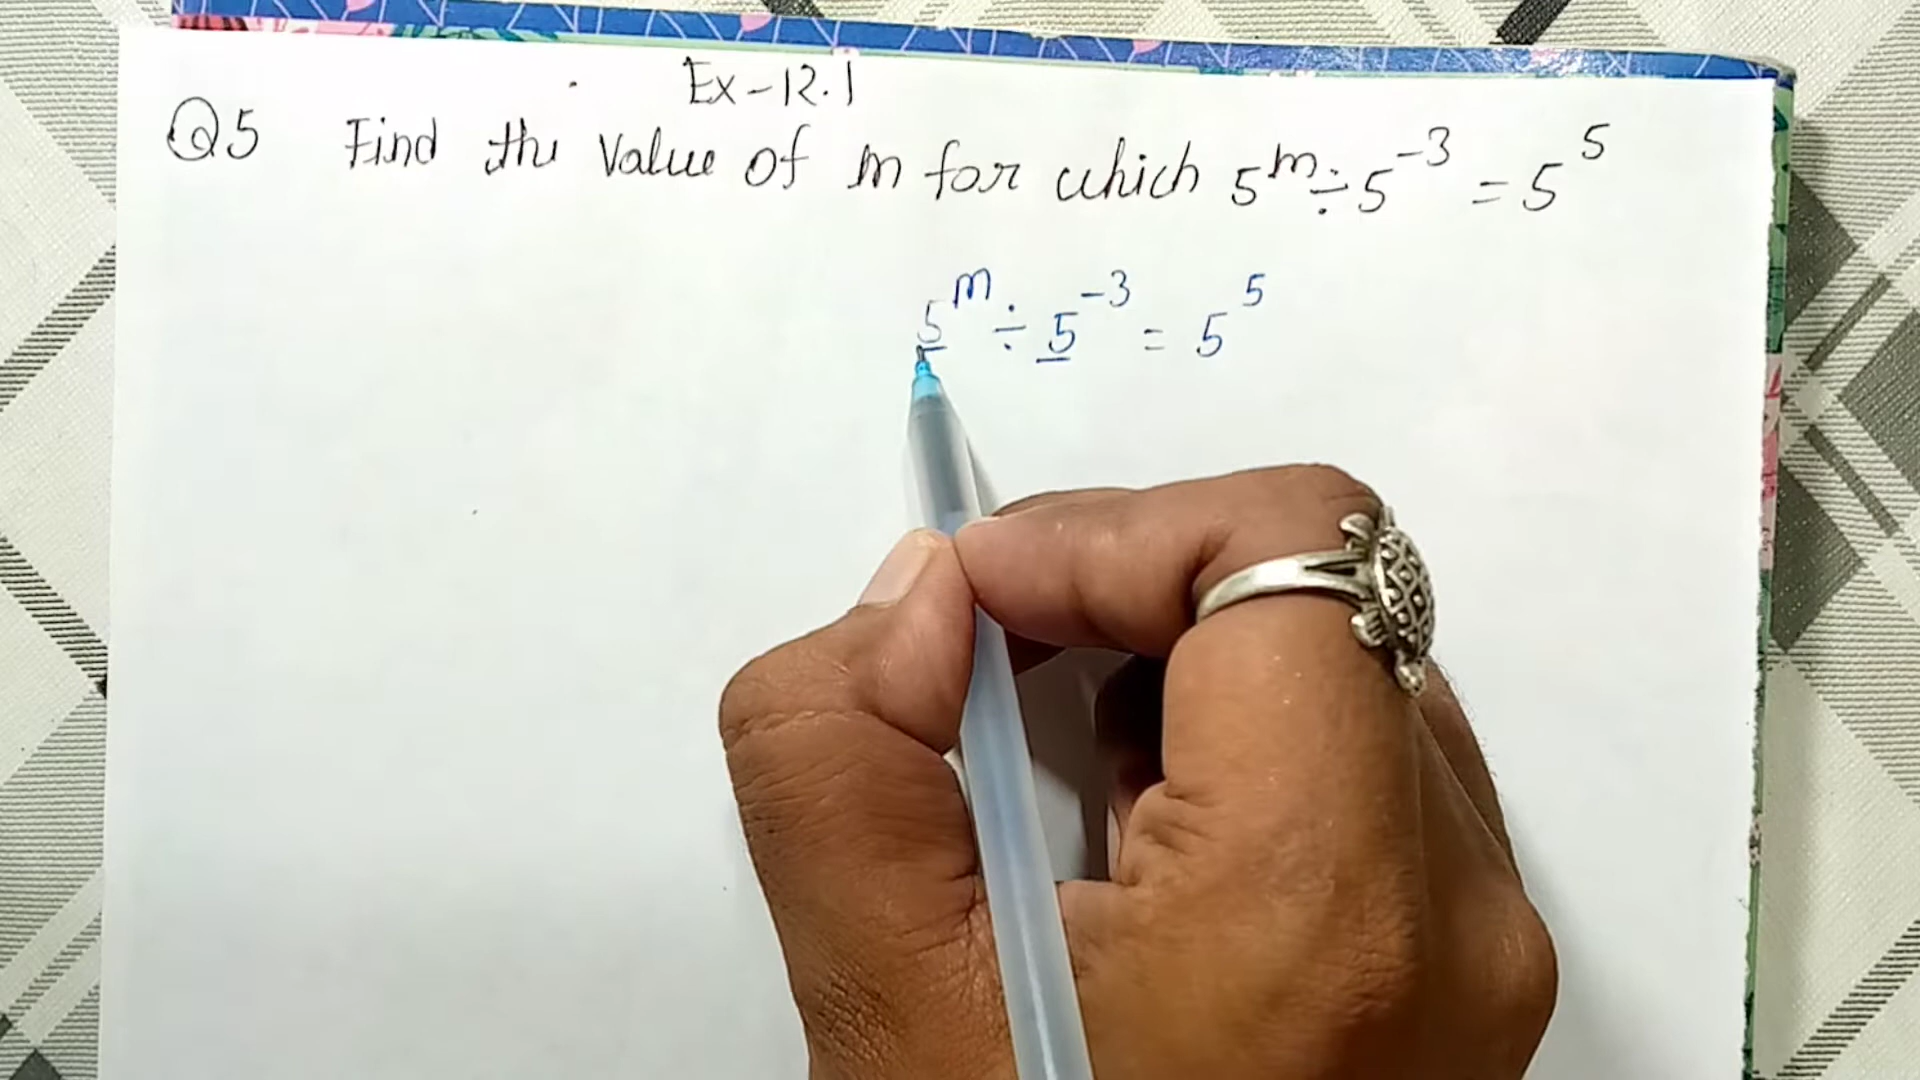 Ex-12.1
Q5 Find the value of m for which 5^m ÷ 5^-3 = 5^5
5^m ÷ 5^-3 = 5^5